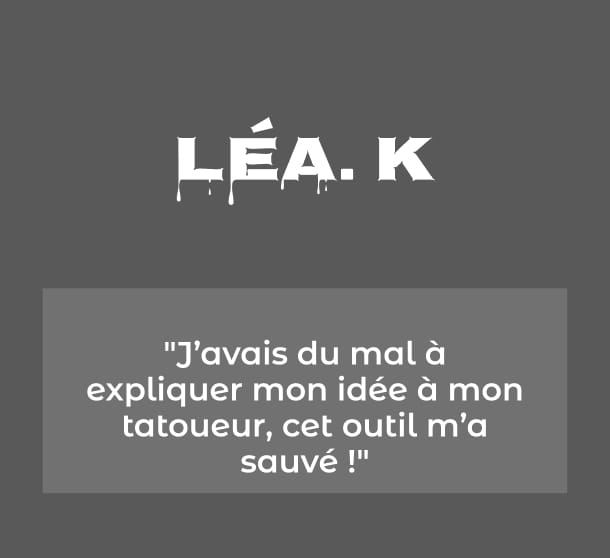 LÉA. K
"J’avais du mal à
expliquer mon idée à mon
tatoueur, cet outil m’a
sauvé !"